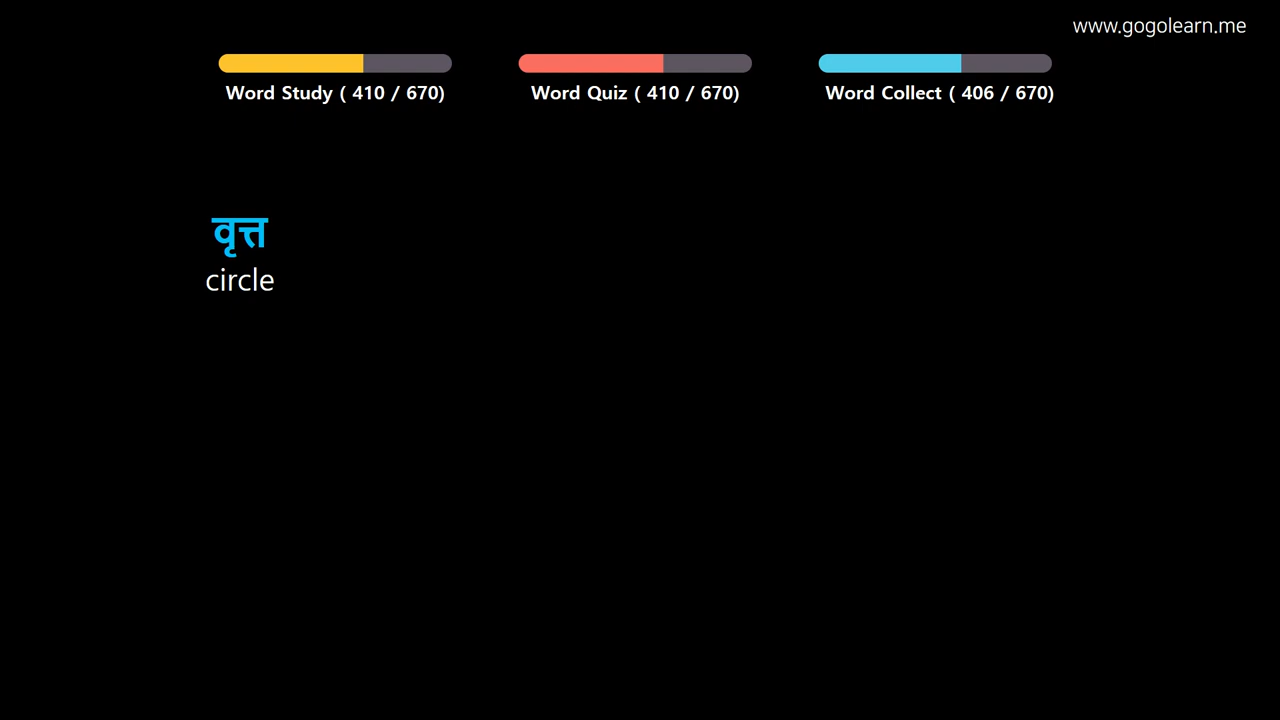 www.gogolearn.me
Word Study ( 410 / 670)
Word Quiz ( 410 / 670)
Word Collect ( 406 / 670)
वृत्त
circle